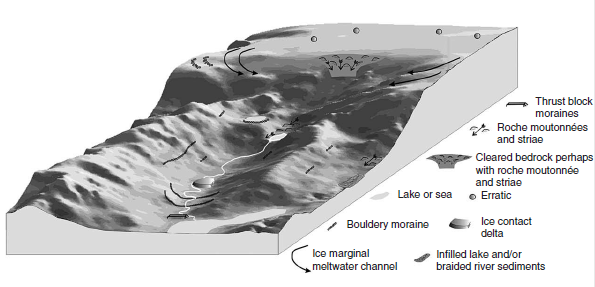 Thrust block
moraines
Roche moutonnées
and striae
Cleared bedrock perhaps
with roche moutonnée
and striae
Lake or sea
Erratic
Bouldery moraine
Ice contact
delta
Ice marginal
meltwater channel
Infilled lake and/or
braided river sediments